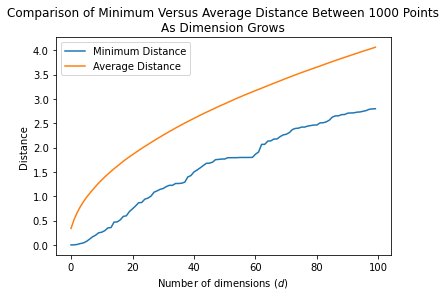 Comparison of Minimum Versus Average Distance Between 1000 Points
As Dimension Grows
Minimum Distance
Average Distance
4.0
3.5
3.0
2.5
2.0
1.5
1.0
0.5
0.0
Distance
0 20 40 60 80 100
Number of dimensions (d)